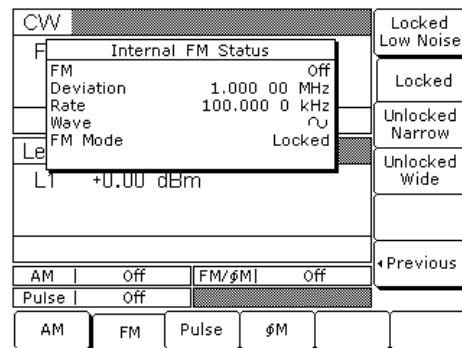 CW
F
Internal FM Status
FM Off
Deviation 1.000 00 MHz
Rate 100.000 0 kHz
Wave
FM Mode Locked
Le
L1 +0.00 dBm
AM Off FM/ϕM Off
Pulse Off
AM FM Pulse ϕM
Locked
Low Noise
Locked
Unlocked
Narrow
Unlocked
Wide
Previous